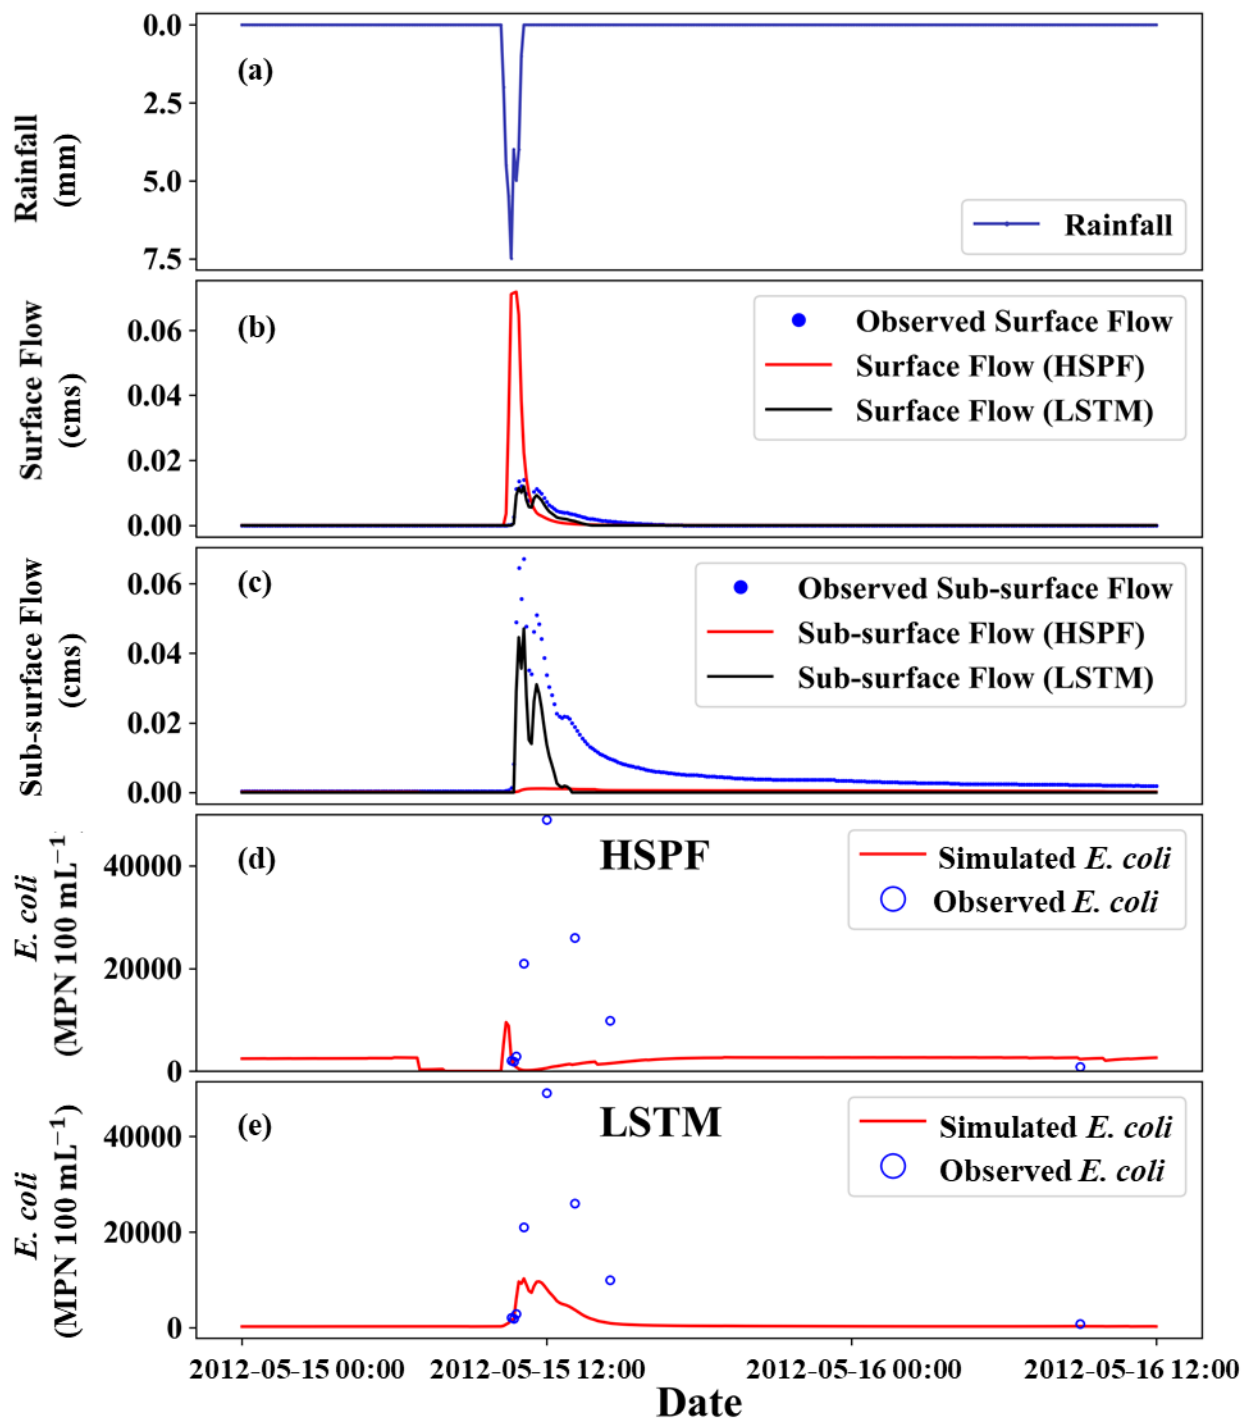 0.0
2.5
5.0
7.5
Rainfall
(mm)
(a)
Rainfall
0.06
0.04
0.02
0.00
Surface Flow
(cms)
(b)
Observed Surface Flow
Surface Flow (HSPF)
Surface Flow (LSTM)
0.06
0.04
0.02
0.00
Sub-surface Flow
(cms)
(c)
Observed Sub-surface Flow
Sub-surface Flow (HSPF)
Sub-surface Flow (LSTM)
40000
20000
0
E. coli
(MPN 100 mL⁻¹
(d)
HSPF
Simulated E. coli
Observed E. coli
40000
20000
0
E. coli
(MPN 100 mL⁻¹)
(e)
LSTM
Simulated E. coli
Observed E. coli
2012-05-15 00:00
2012-05-15 12:00
2012-05-16 00:00
2012-05-16 12:00
Date